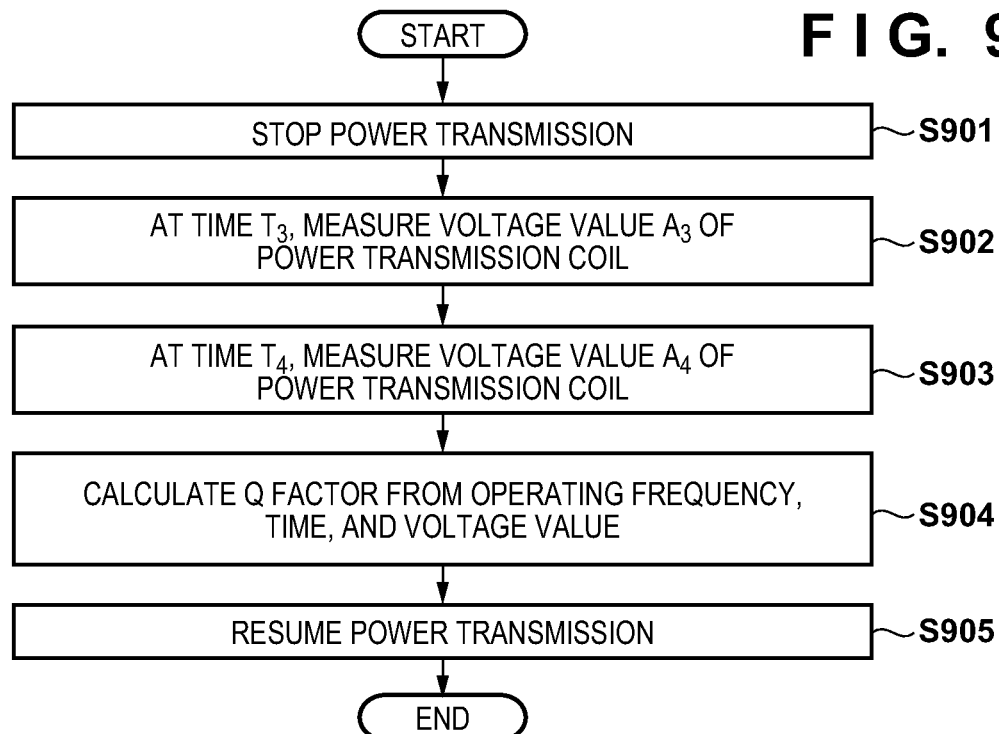 START
F I G. 9
STOP POWER TRANSMISSION
S901
AT TIME T₃, MEASURE VOLTAGE VALUE A₃ OF
POWER TRANSMISSION COIL
S902
AT TIME T₄, MEASURE VOLTAGE VALUE A₄ OF
POWER TRANSMISSION COIL
S903
CALCULATE Q FACTOR FROM OPERATING FREQUENCY,
TIME, AND VOLTAGE VALUE
S904
RESUME POWER TRANSMISSION
S905
END